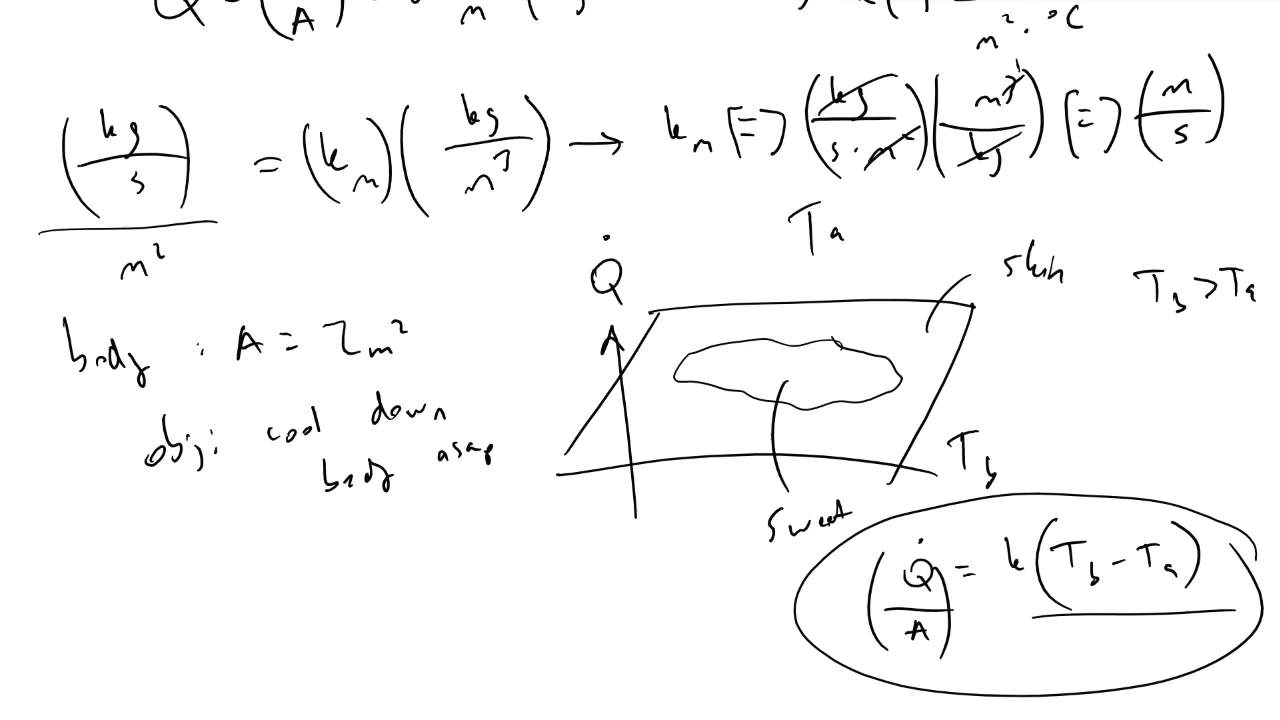 (A) m
m² · °C
(kg/s)/m² = (k_m)(kg/m³) → k_m [=] (kg/s·m²)(m³/kg) [=] (m/s)
T_a
Q̇
skin T_b > T_a
body : A = 2m²
obj: cool down
body asap
T_b
sweat
(Q̇/A) = k(T_b - T_a)